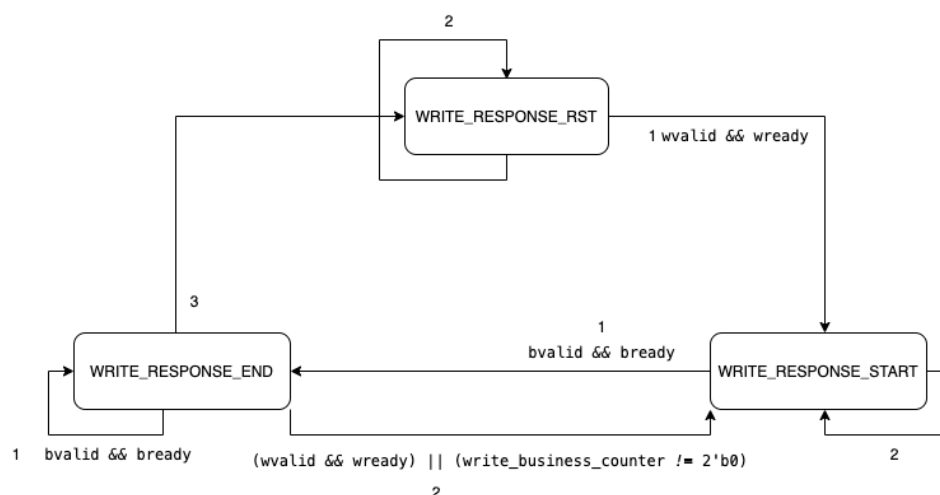 2
WRITE_RESPONSE_RST
1 wvalid && wready
3
1
bvalid && bready
WRITE_RESPONSE_END
WRITE_RESPONSE_START
1 bvalid && bready
(wvalid && wready) || (write_business_counter != 2'b0)
2
2